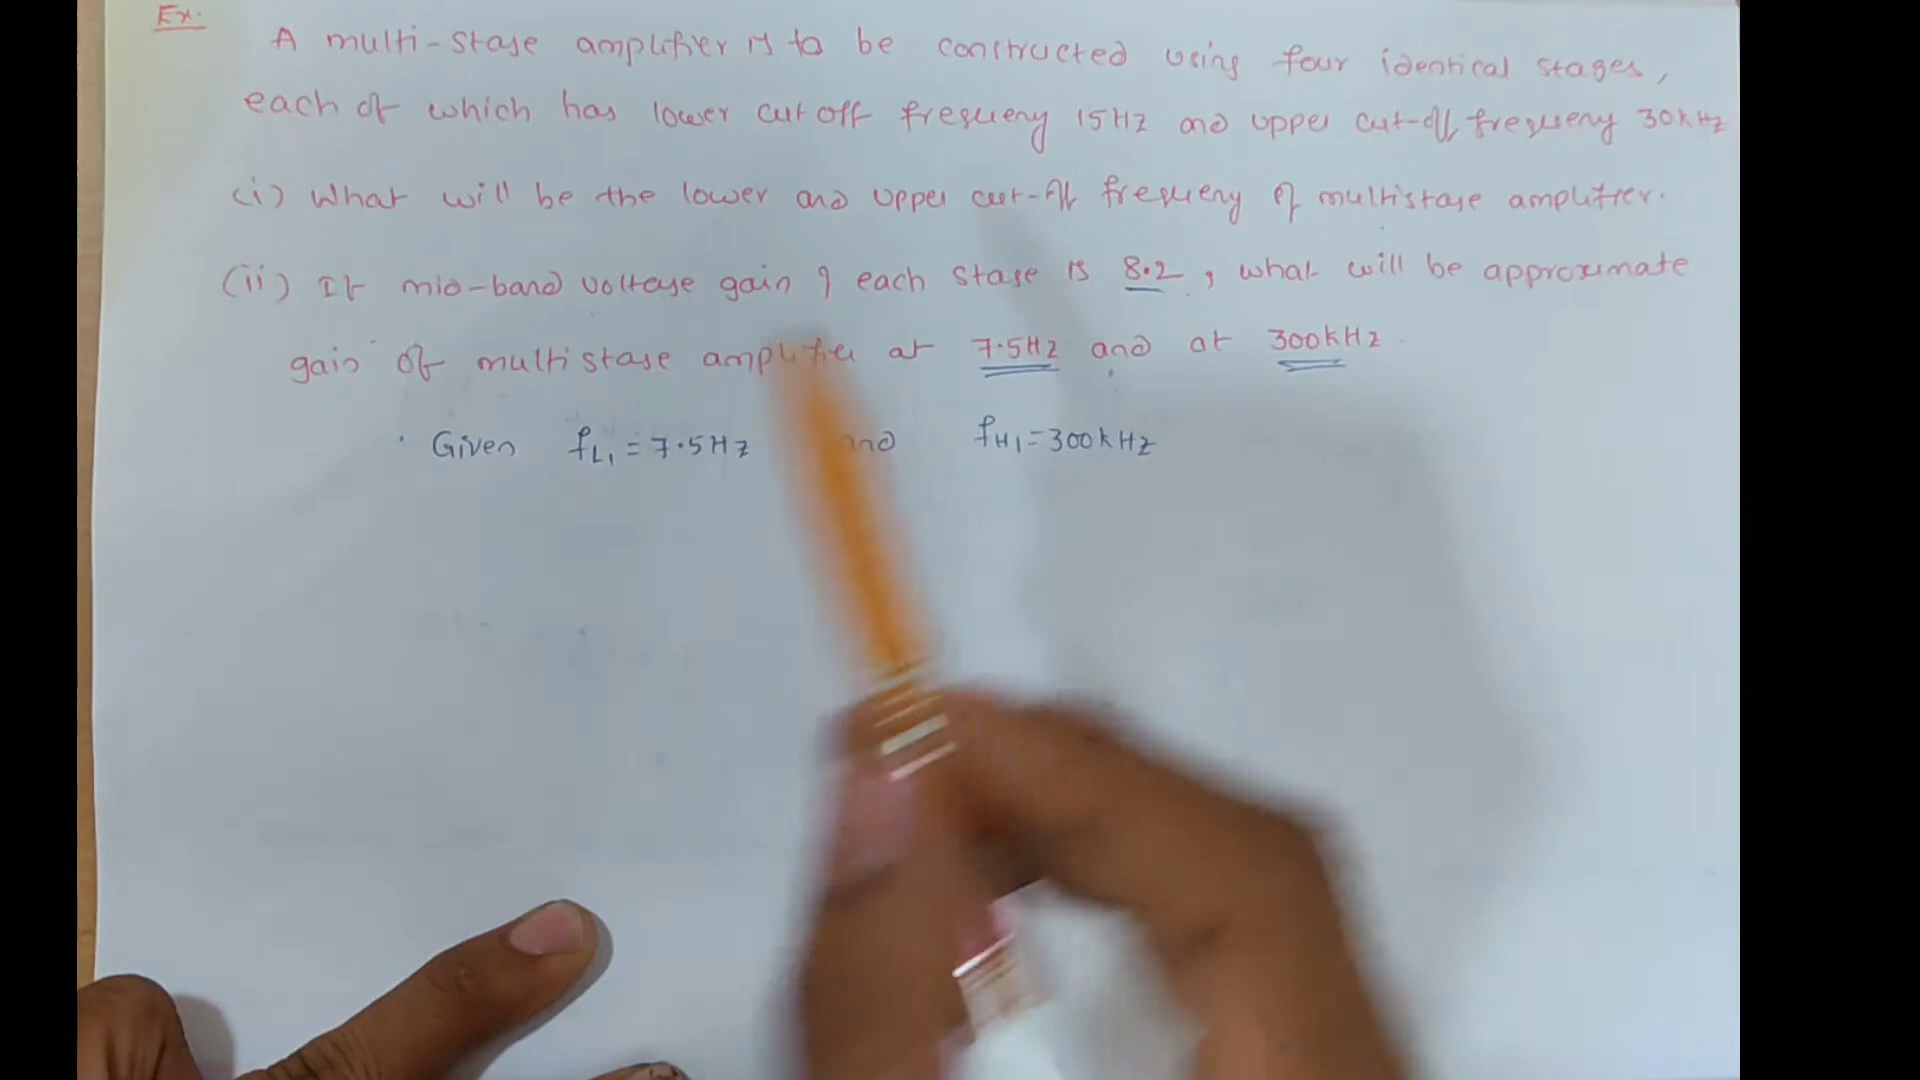 Ex.
A multi-stage amplifier is to be constructed using four identical stages,
each of which has lower cut off frequency 15Hz and upper cut-off frequency 30kHz
(i) What will be the lower and upper cut-off frequency of multistage amplifier.
(ii) If mid-band voltage gain of each stage is 8.2, what will be approximate
gain of multistage amplifier at 7.5Hz and at 300kHz.
Given fL1 = 7.5Hz and fH1 = 300kHz